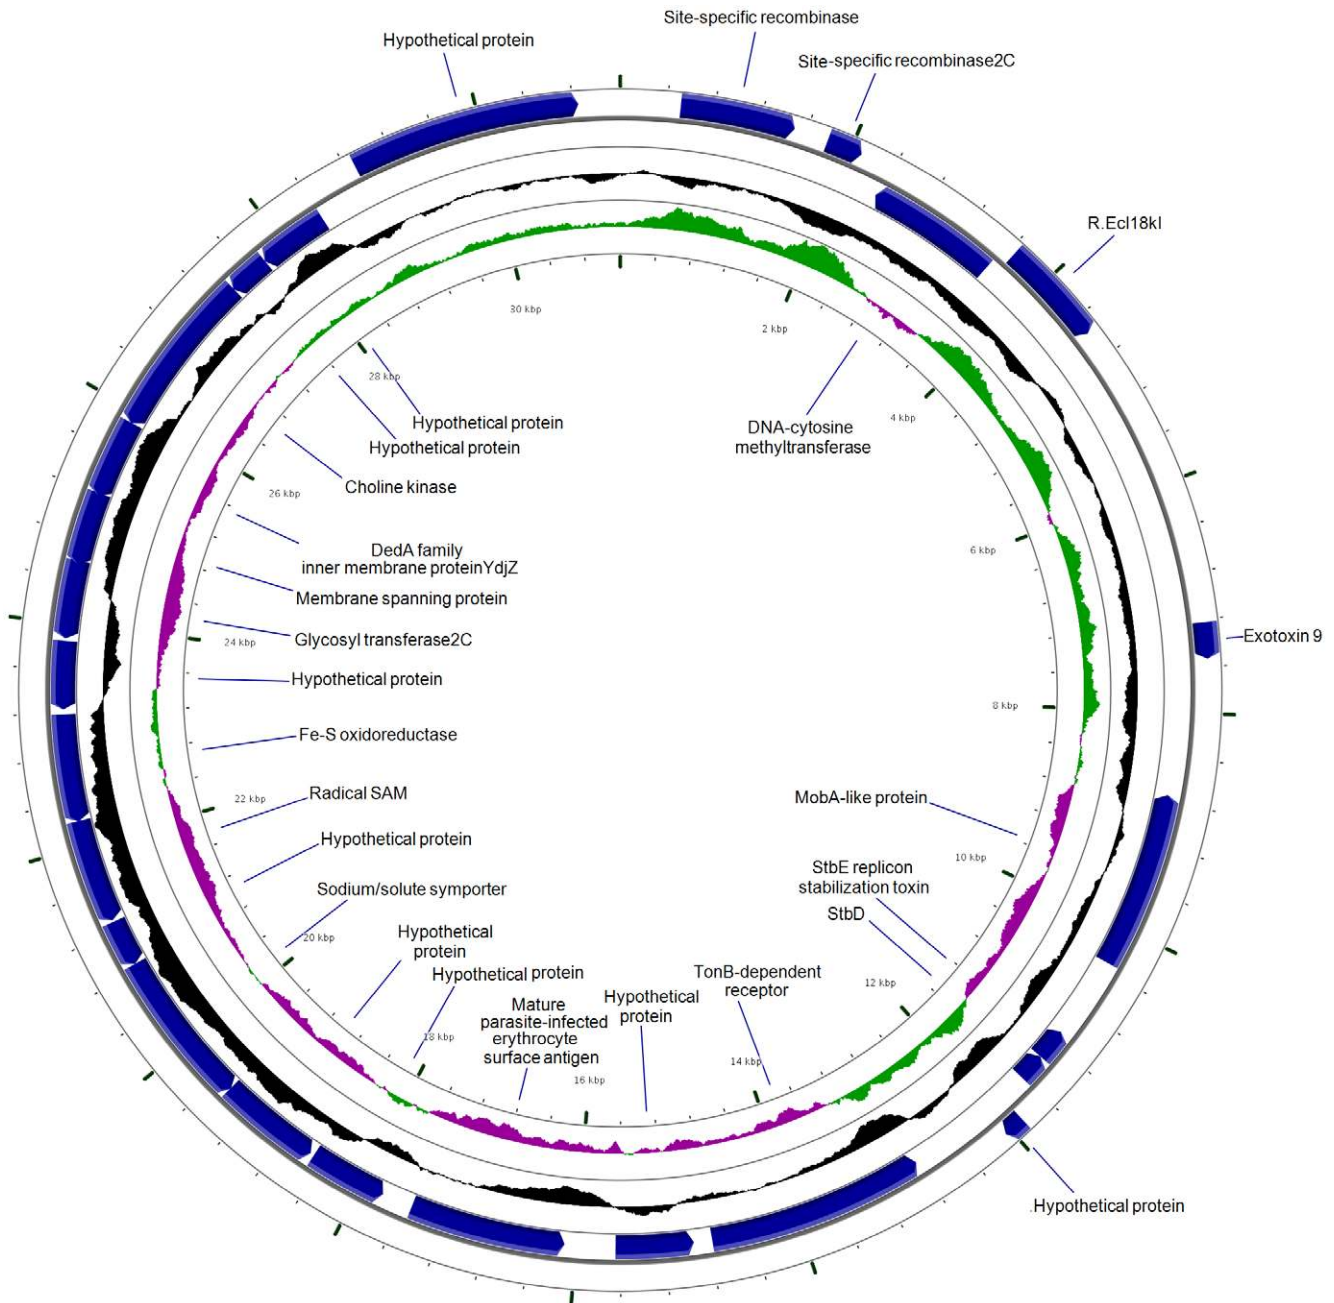 Site-specific recombinase
Hypothetical protein
Site-specific recombinase2C
R.Ecl18kI
30 kbp
2 kbp
28 kbp
4 kbp
Hypothetical protein
DNA-cytosine
methyltransferase
Hypothetical protein
Choline kinase
26 kbp
DedA family
inner membrane proteinYdjZ
6 kbp
Membrane spanning protein
Glycosyl transferase2C
24 kbp
Exotoxin 9
Hypothetical protein
8 kbp
Fe-S oxidoreductase
Radical SAM
22 kbp
MobA-like protein
Hypothetical protein
10 kbp
StbE replicon
stabilization toxin
Sodium/solute symporter
StbD
20 kbp
Hypothetical
protein
Hypothetical protein
TonB-dependent
receptor
12 kbp
Mature
parasite-infected
erythrocyte
surface antigen
Hypothetical
protein
18 kbp
14 kbp
16 kbp
Hypothetical protein